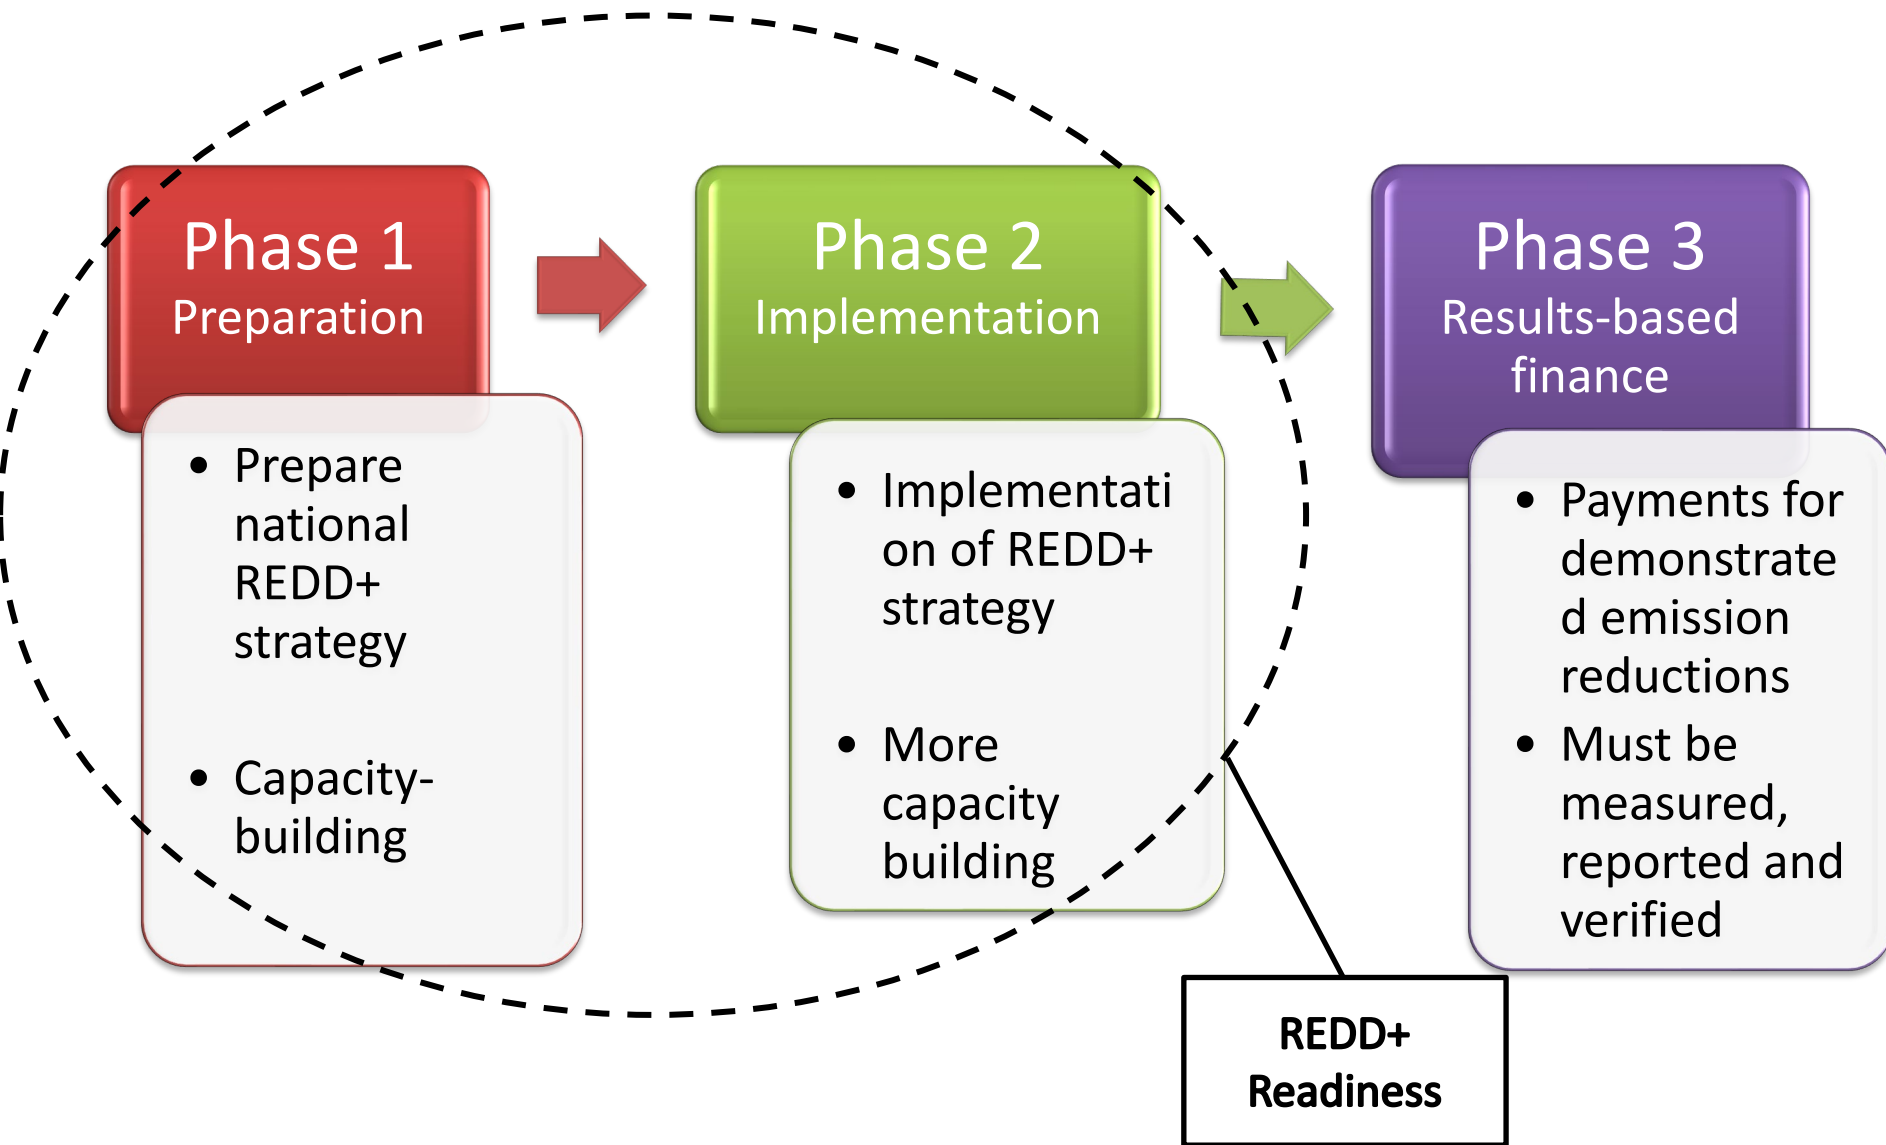 Phase 1
Preparation
• Prepare
national
REDD+
strategy
• Capacity-
building
Phase 2
Implementation
• Implementati
on of REDD+
strategy
• More
capacity
building
Phase 3
Results-based
finance
• Payments for
demonstrate
d emission
reductions
• Must be
measured,
reported and
verified
REDD+
Readiness